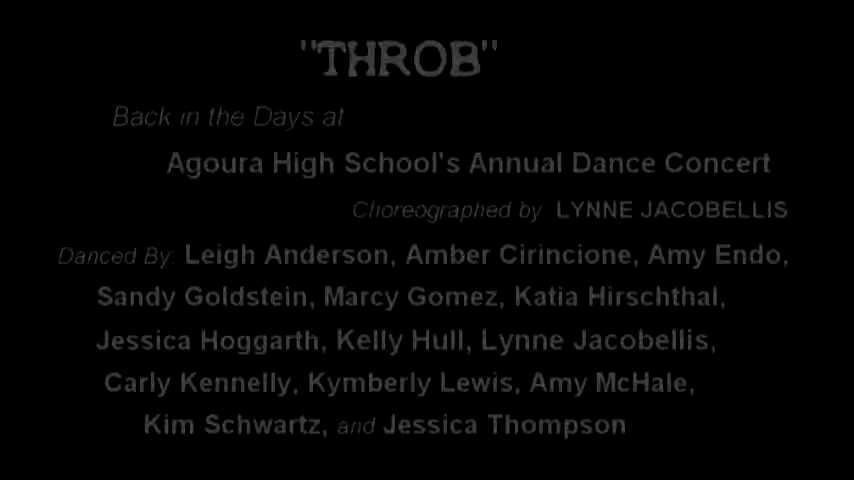 "THROB"
Back in the Days at
Agoura High School's Annual Dance Concert
Choreographed by LYNNE JACOBELLIS
Danced By: Leigh Anderson, Amber Cirincione, Amy Endo,
Sandy Goldstein, Marcy Gomez, Katia Hirschthal,
Jessica Hoggarth, Kelly Hull, Lynne Jacobellis,
Carly Kennelly, Kymberly Lewis, Amy McHale,
Kim Schwartz, and Jessica Thompson